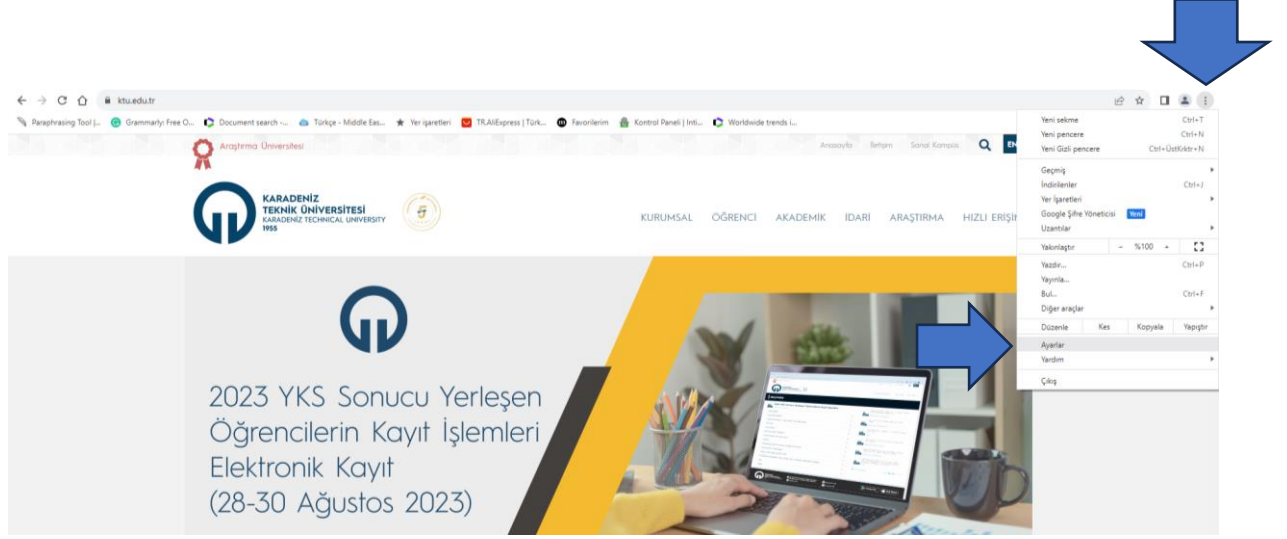 ktu.edu.tr
Paraphrasing Tool |... Grammarly: Free O... Document search -... Türkçe - Middle Eas... Yer işaretleri TR.AliExpress | Türk... Favorilerim Kontrol Paneli | Inti... Worldwide trends i...
Araştırma Üniversitesi Anasayfa İletişim Sanal Kampüs EN
KARADENİZ
TEKNİK ÜNİVERSİTESİ
KARADENİZ TECHNICAL UNIVERSITY
1955
KURUMSAL ÖĞRENCİ AKADEMİK İDARİ ARAŞTIRMA HIZLI ERİŞİM
2023 YKS Sonucu Yerleşen
Öğrencilerin Kayıt İşlemleri
Elektronik Kayıt
(28-30 Ağustos 2023)
Yeni sekme Ctrl+T
Yeni pencere Ctrl+N
Yeni Gizli pencere Ctrl+ÜstKrktr+N
Geçmiş
İndirilenler Ctrl+J
Yer İşaretleri
Google Şifre Yöneticisi Yeni
Uzantılar
Yakınlaştır - %100 +
Yazdır... Ctrl+P
Yayınla...
Bul... Ctrl+F
Diğer araçlar
Düzenle Kes Kopyala Yapıştır
Ayarlar
Yardım
Çıkış